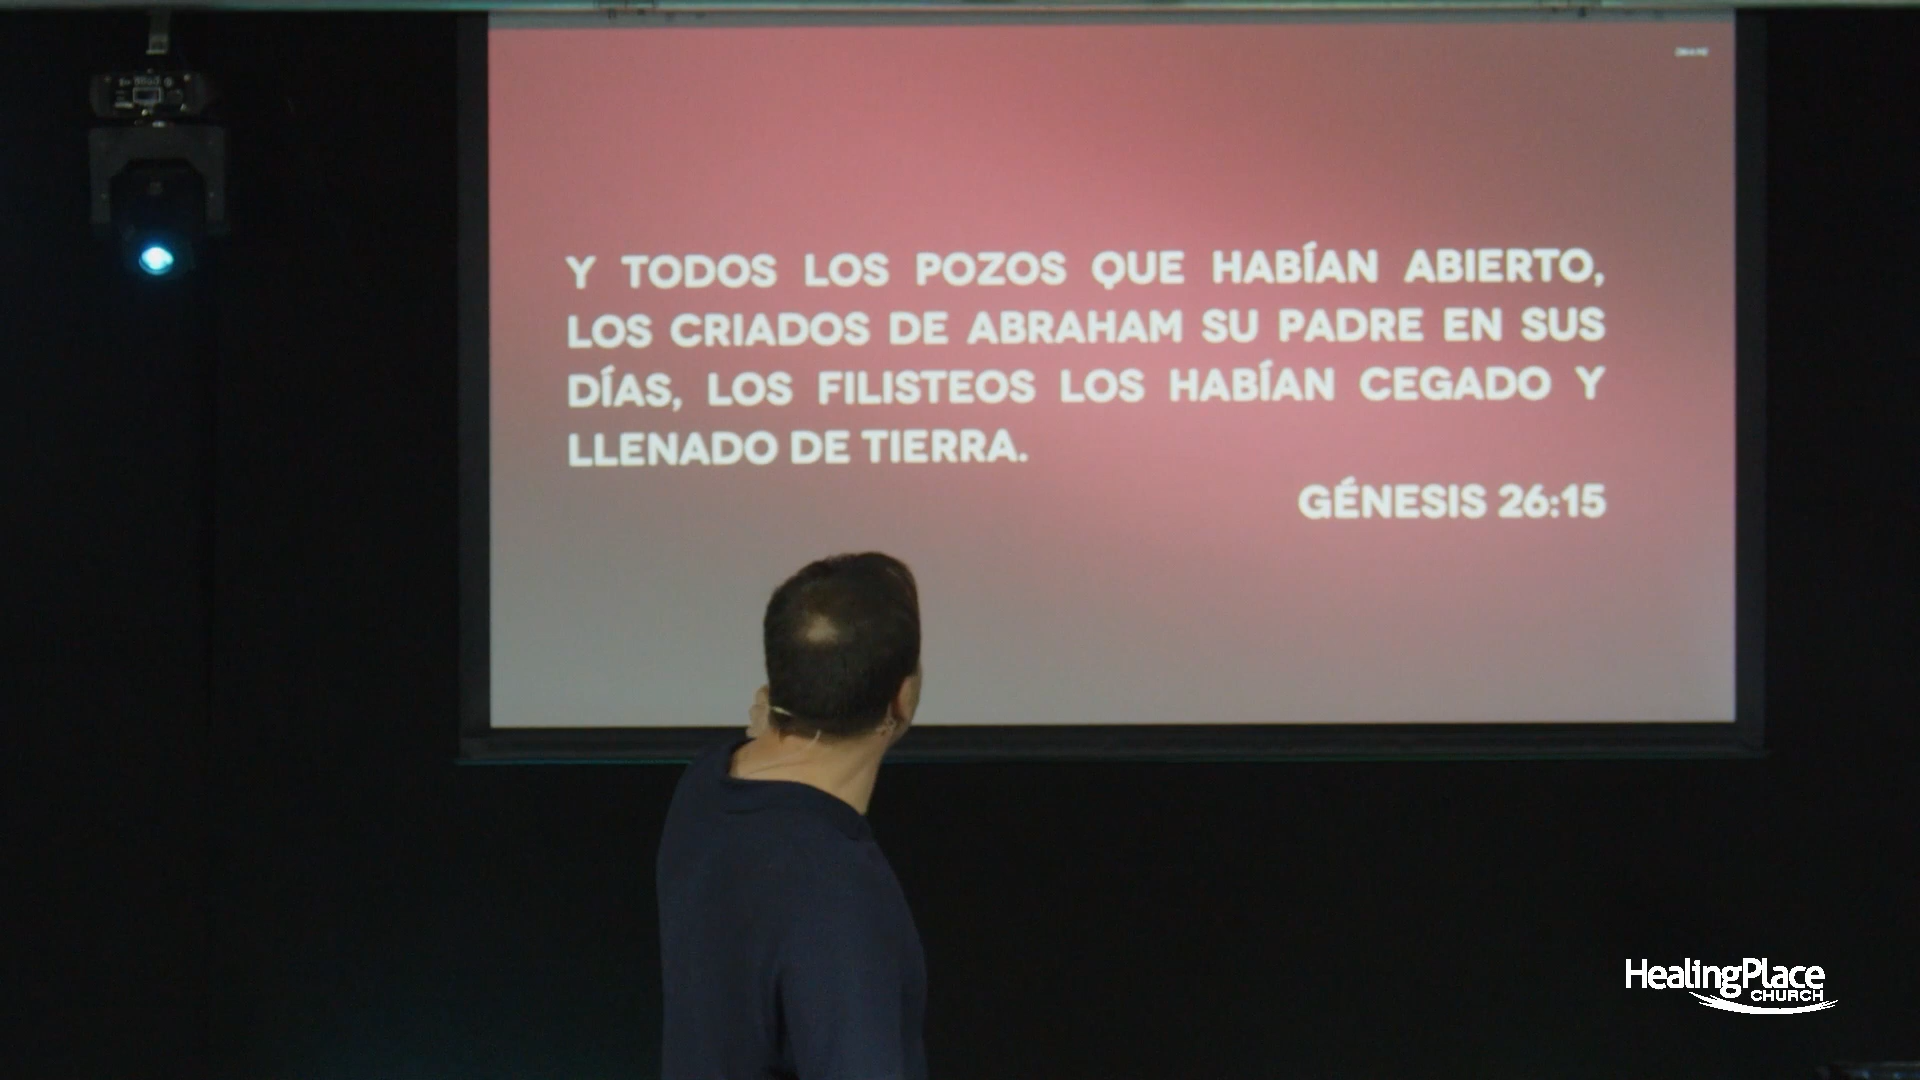 Y TODOS LOS POZOS QUE HABÍAN ABIERTO,
LOS CRIADOS DE ABRAHAM SU PADRE EN SUS
DÍAS, LOS FILISTEOS LOS HABÍAN CEGADO Y
LLENADO DE TIERRA.
GÉNESIS 26:15
HealingPlace
CHURCH